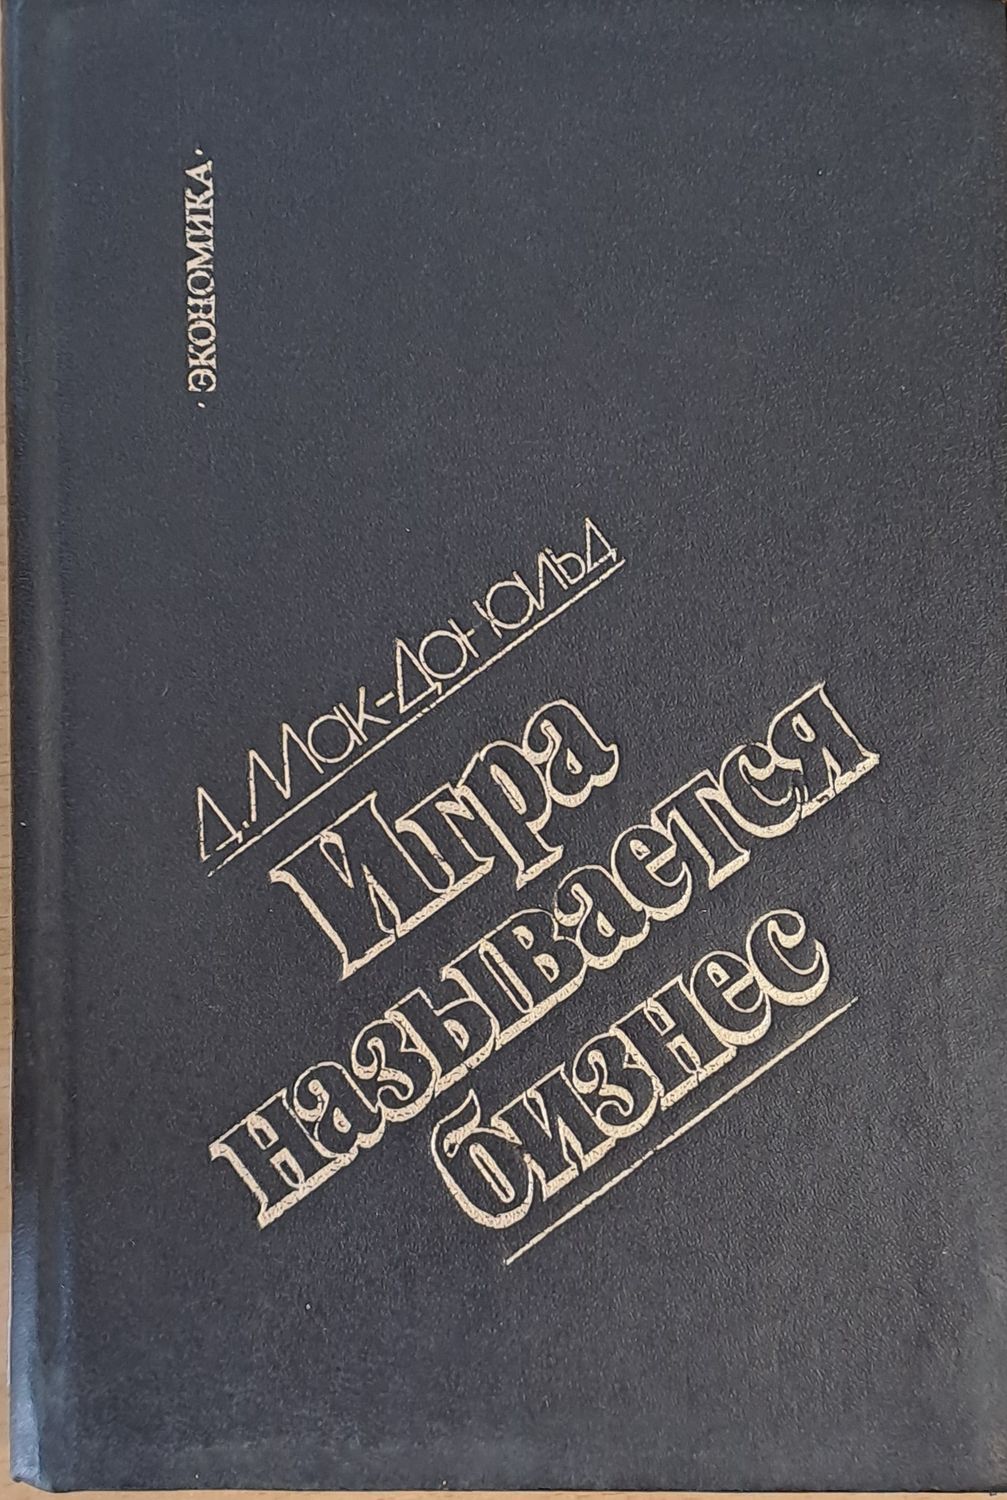 · ЭКОНОМИКА ·
Д. Мак-Дональд
Игра
называется
бизнес